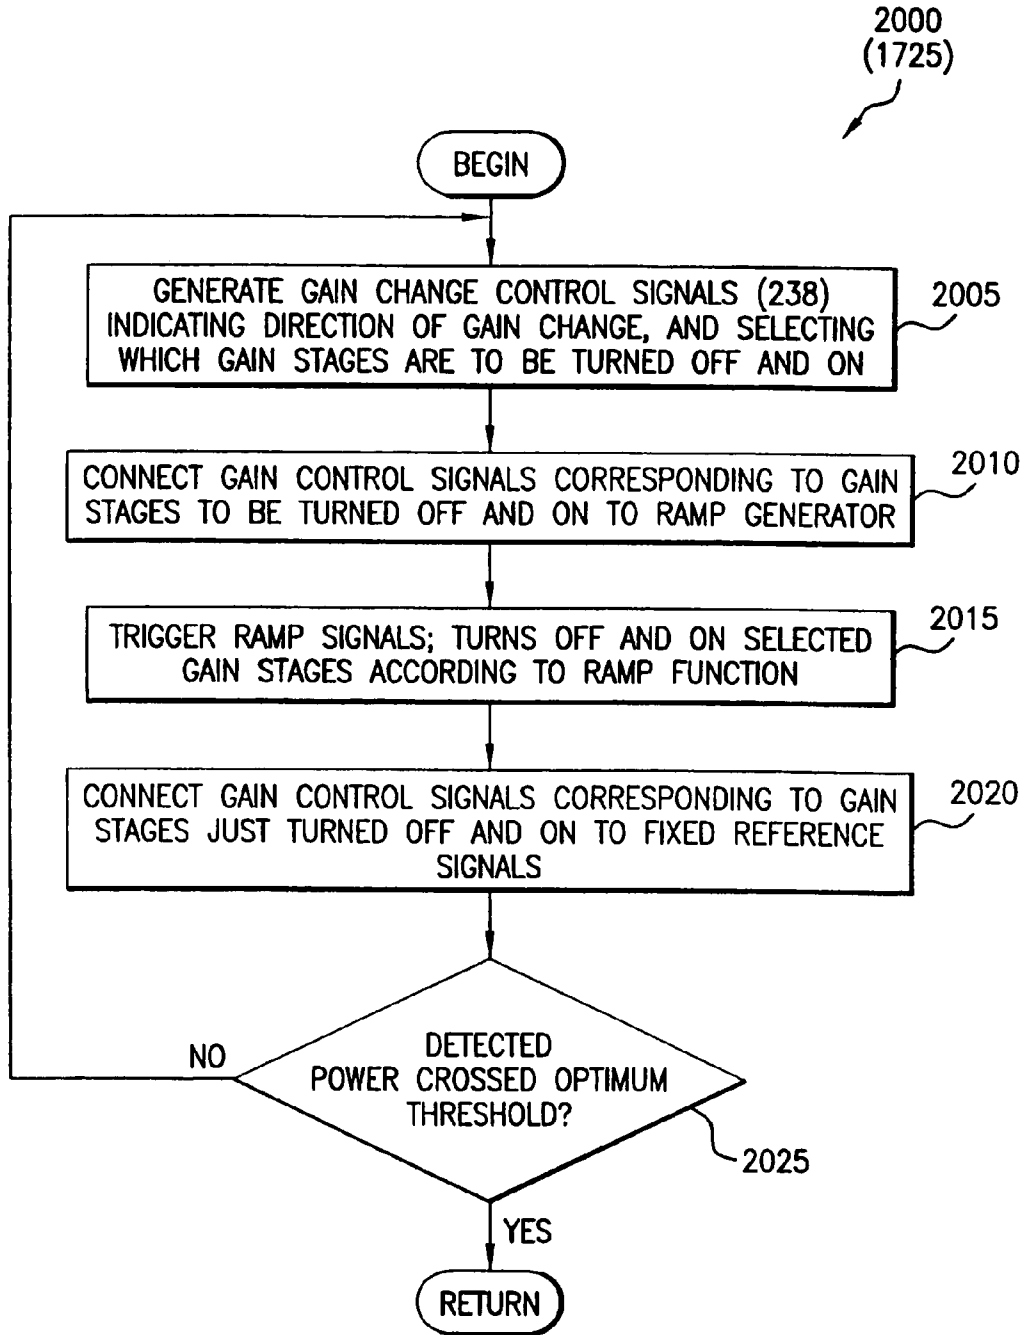 2000
(1725)
BEGIN
GENERATE GAIN CHANGE CONTROL SIGNALS (238)
INDICATING DIRECTION OF GAIN CHANGE, AND SELECTING
WHICH GAIN STAGES ARE TO BE TURNED OFF AND ON
2005
CONNECT GAIN CONTROL SIGNALS CORRESPONDING TO GAIN
STAGES TO BE TURNED OFF AND ON TO RAMP GENERATOR
2010
TRIGGER RAMP SIGNALS; TURNS OFF AND ON SELECTED
GAIN STAGES ACCORDING TO RAMP FUNCTION
2015
CONNECT GAIN CONTROL SIGNALS CORRESPONDING TO GAIN
STAGES JUST TURNED OFF AND ON TO FIXED REFERENCE
SIGNALS
2020
DETECTED
POWER CROSSED OPTIMUM
THRESHOLD?
NO
2025
YES
RETURN